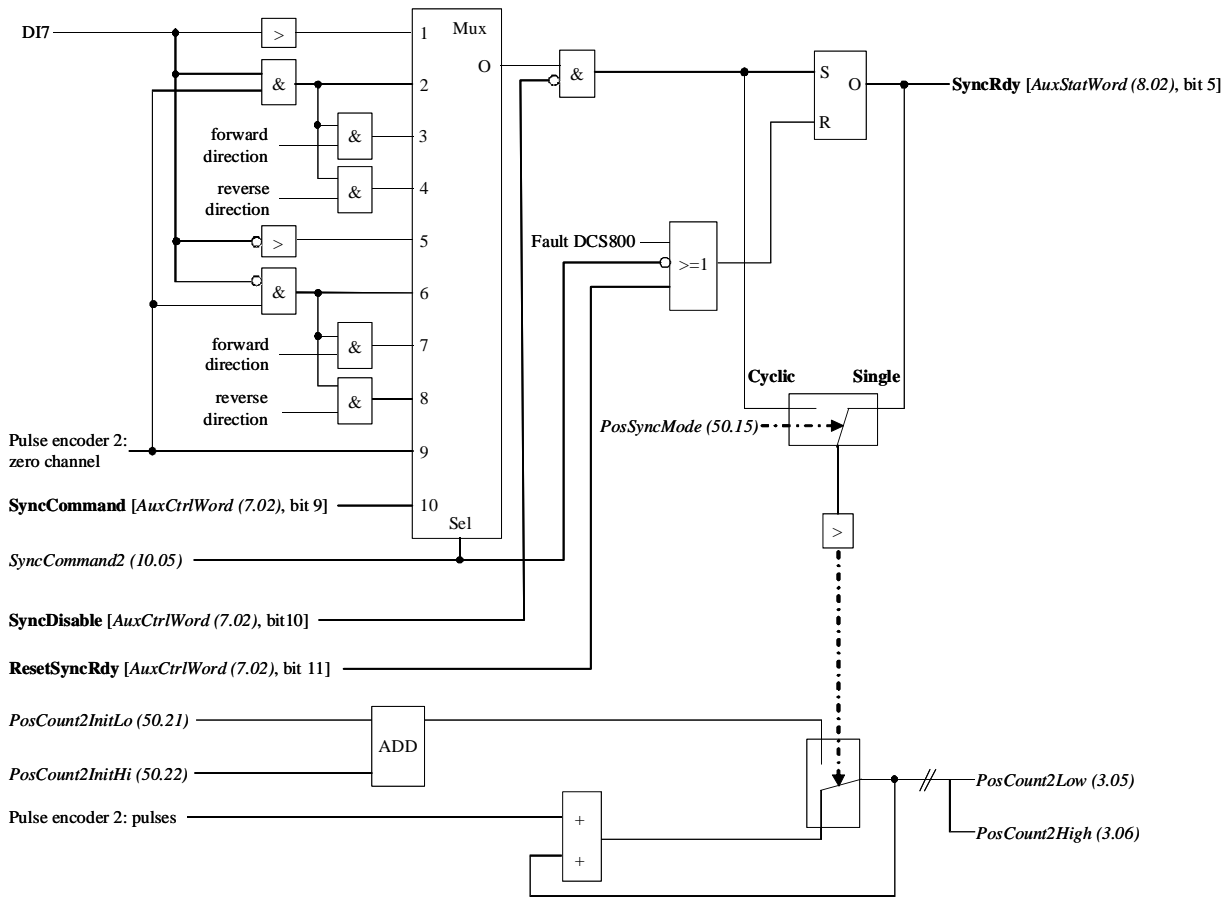 DI7
>
1
Mux
O
&
&
2
S
O
SyncRdy [AuxStatWord (8.02), bit 5]
R
forward direction
&
3
reverse direction
&
4
>
5
Fault DCS800
>=1
&
6
forward direction
&
7
reverse direction
&
8
Cyclic
Single
PosSyncMode (50.15)
Pulse encoder 2:
zero channel
9
SyncCommand [AuxCtrlWord (7.02), bit 9]
10
Sel
>
SyncCommand2 (10.05)
SyncDisable [AuxCtrlWord (7.02), bit10]
ResetSyncRdy [AuxCtrlWord (7.02), bit 11]
PosCount2InitLo (50.21)
ADD
PosCount2InitHi (50.22)
PosCount2Low (3.05)
Pulse encoder 2: pulses
+
+
PosCount2High (3.06)